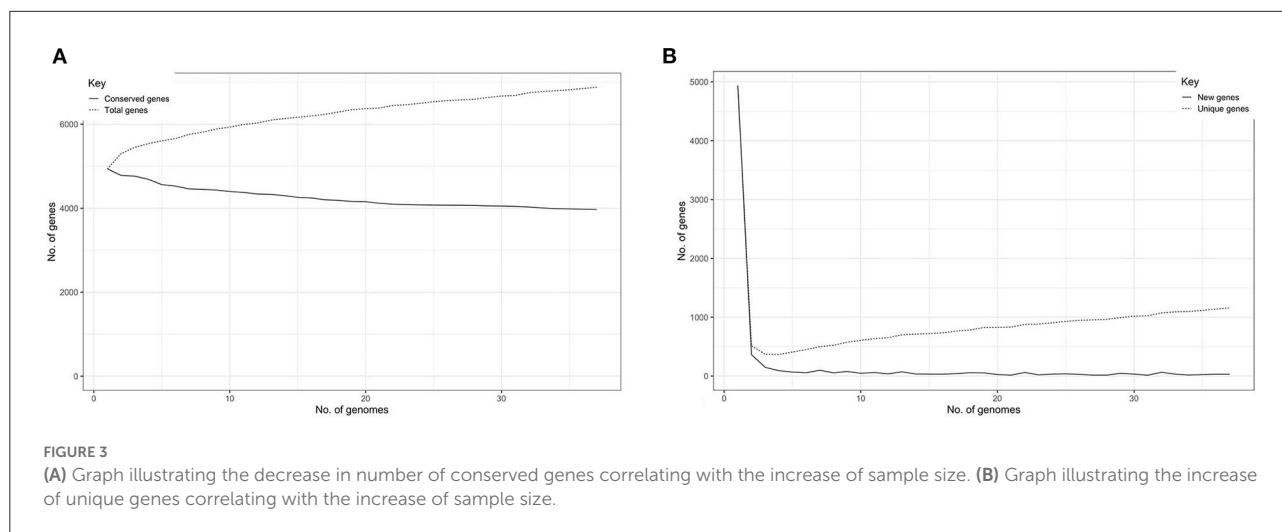 A
Key
Conserved genes
Total genes
No. of genes
6000
4000
2000
0
0 10 20 30
No. of genomes
B
Key
New genes
Unique genes
No. of genes
5000
4000
3000
2000
1000
0
0 10 20 30
No. of genomes
FIGURE 3
(A) Graph illustrating the decrease in number of conserved genes correlating with the increase of sample size. (B) Graph illustrating the increase
of unique genes correlating with the increase of sample size.